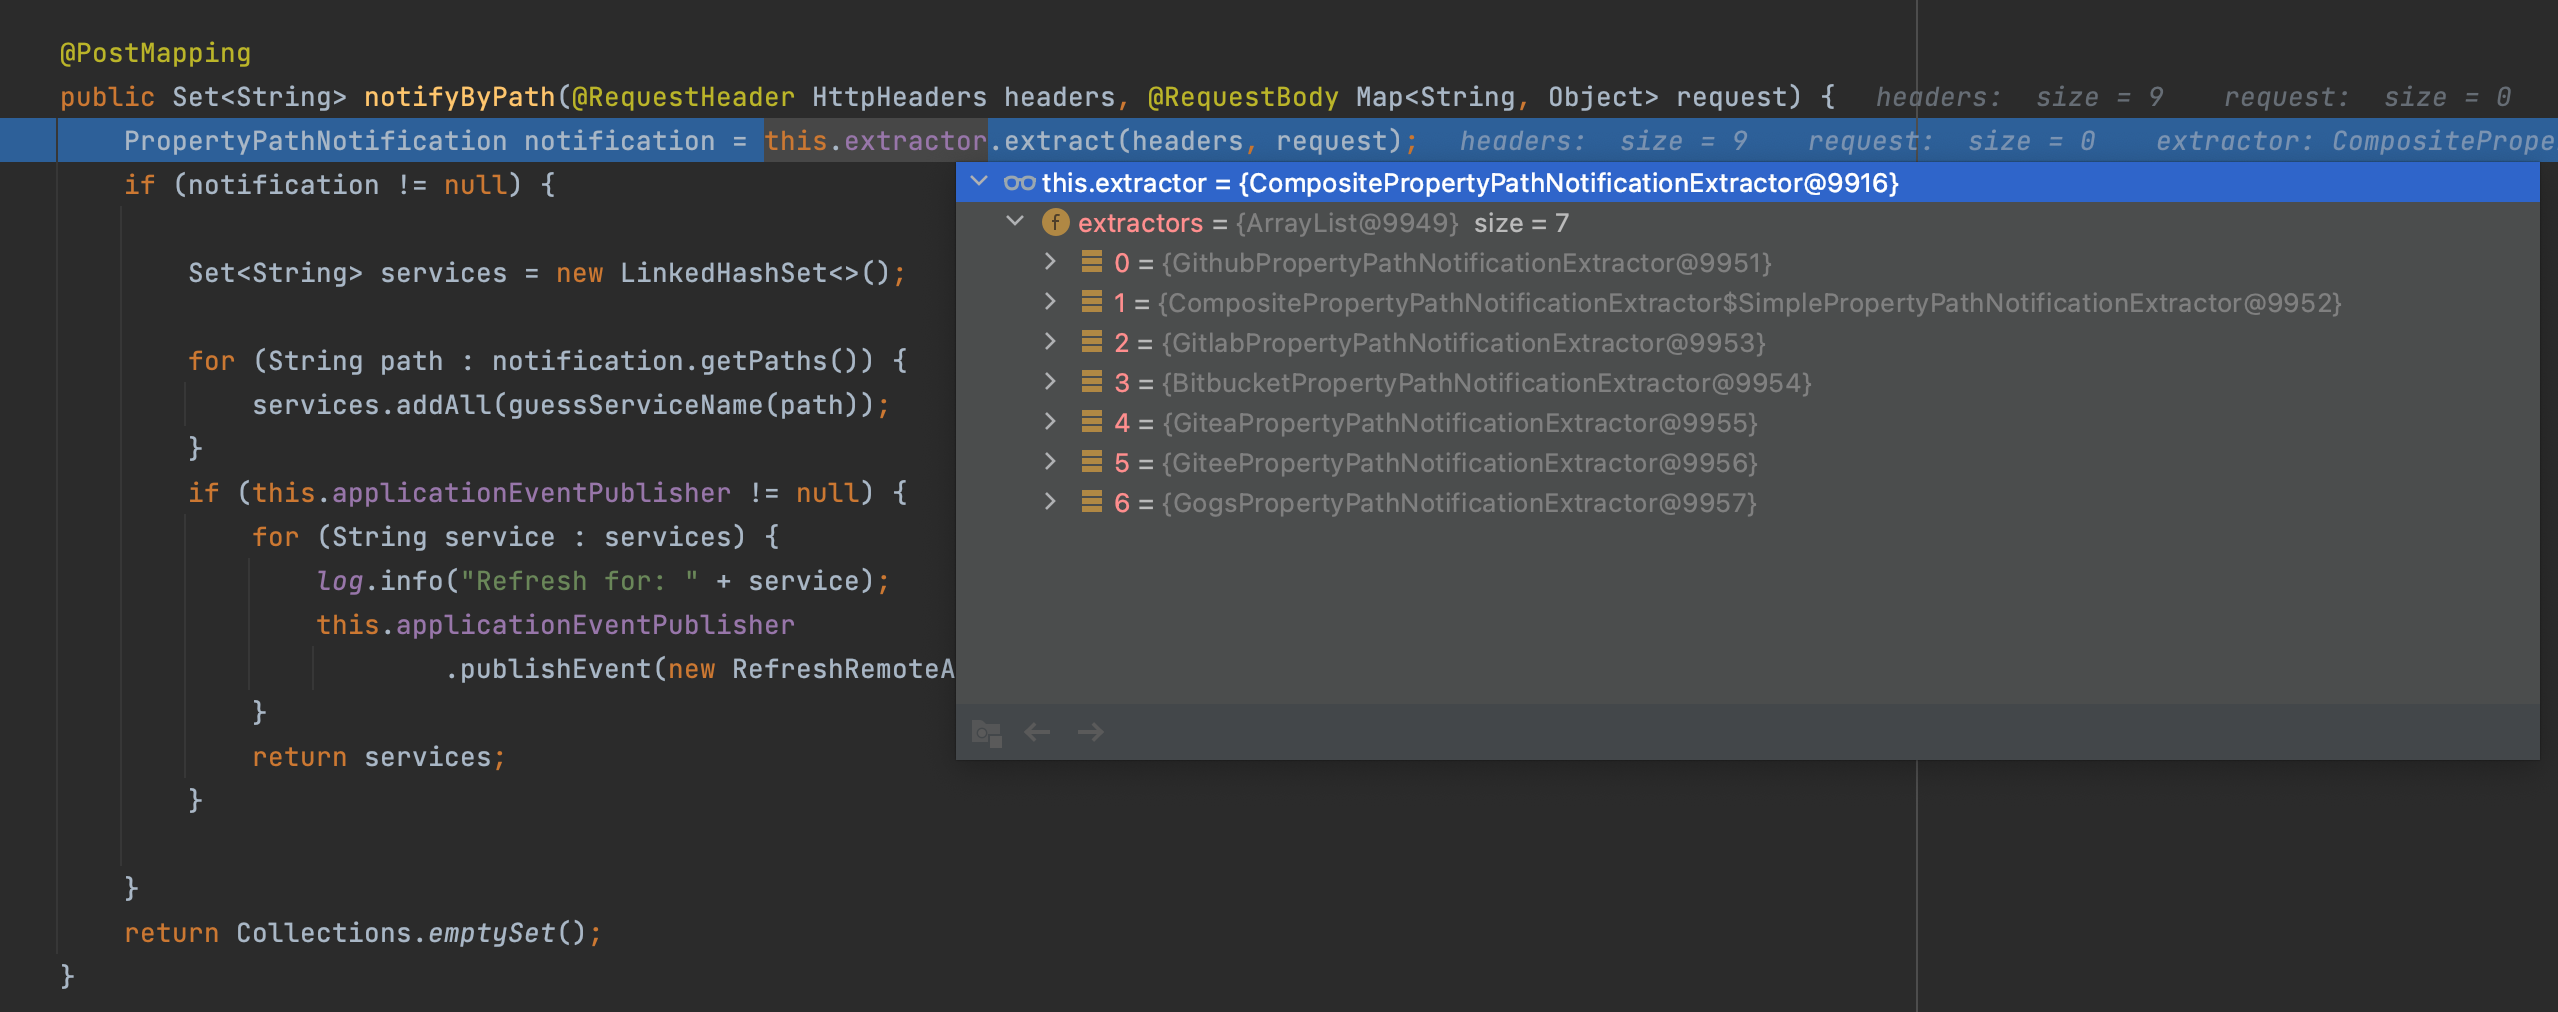 @PostMapping
public Set<String> notifyByPath(@RequestHeader HttpHeaders headers, @RequestBody Map<String, Object> request) { headers: size = 9 request: size = 0
PropertyPathNotification notification = this.extractor.extract(headers, request); headers: size = 9 request: size = 0 extractor: CompositePrope
if (notification != null) {
Set<String> services = new LinkedHashSet<>();
for (String path : notification.getPaths()) {
services.addAll(guessServiceName(path));
}
if (this.applicationEventPublisher != null) {
for (String service : services) {
log.info("Refresh for: " + service);
this.applicationEventPublisher
.publishEvent(new RefreshRemoteA
}
return services;
}
}
return Collections.emptySet();
}
this.extractor = {CompositePropertyPathNotificationExtractor@9916}
f extractors = {ArrayList@9949} size = 7
0 = {GithubPropertyPathNotificationExtractor@9951}
1 = {CompositePropertyPathNotificationExtractor$SimplePropertyPathNotificationExtractor@9952}
2 = {GitlabPropertyPathNotificationExtractor@9953}
3 = {BitbucketPropertyPathNotificationExtractor@9954}
4 = {GiteaPropertyPathNotificationExtractor@9955}
5 = {GiteePropertyPathNotificationExtractor@9956}
6 = {GogsPropertyPathNotificationExtractor@9957}